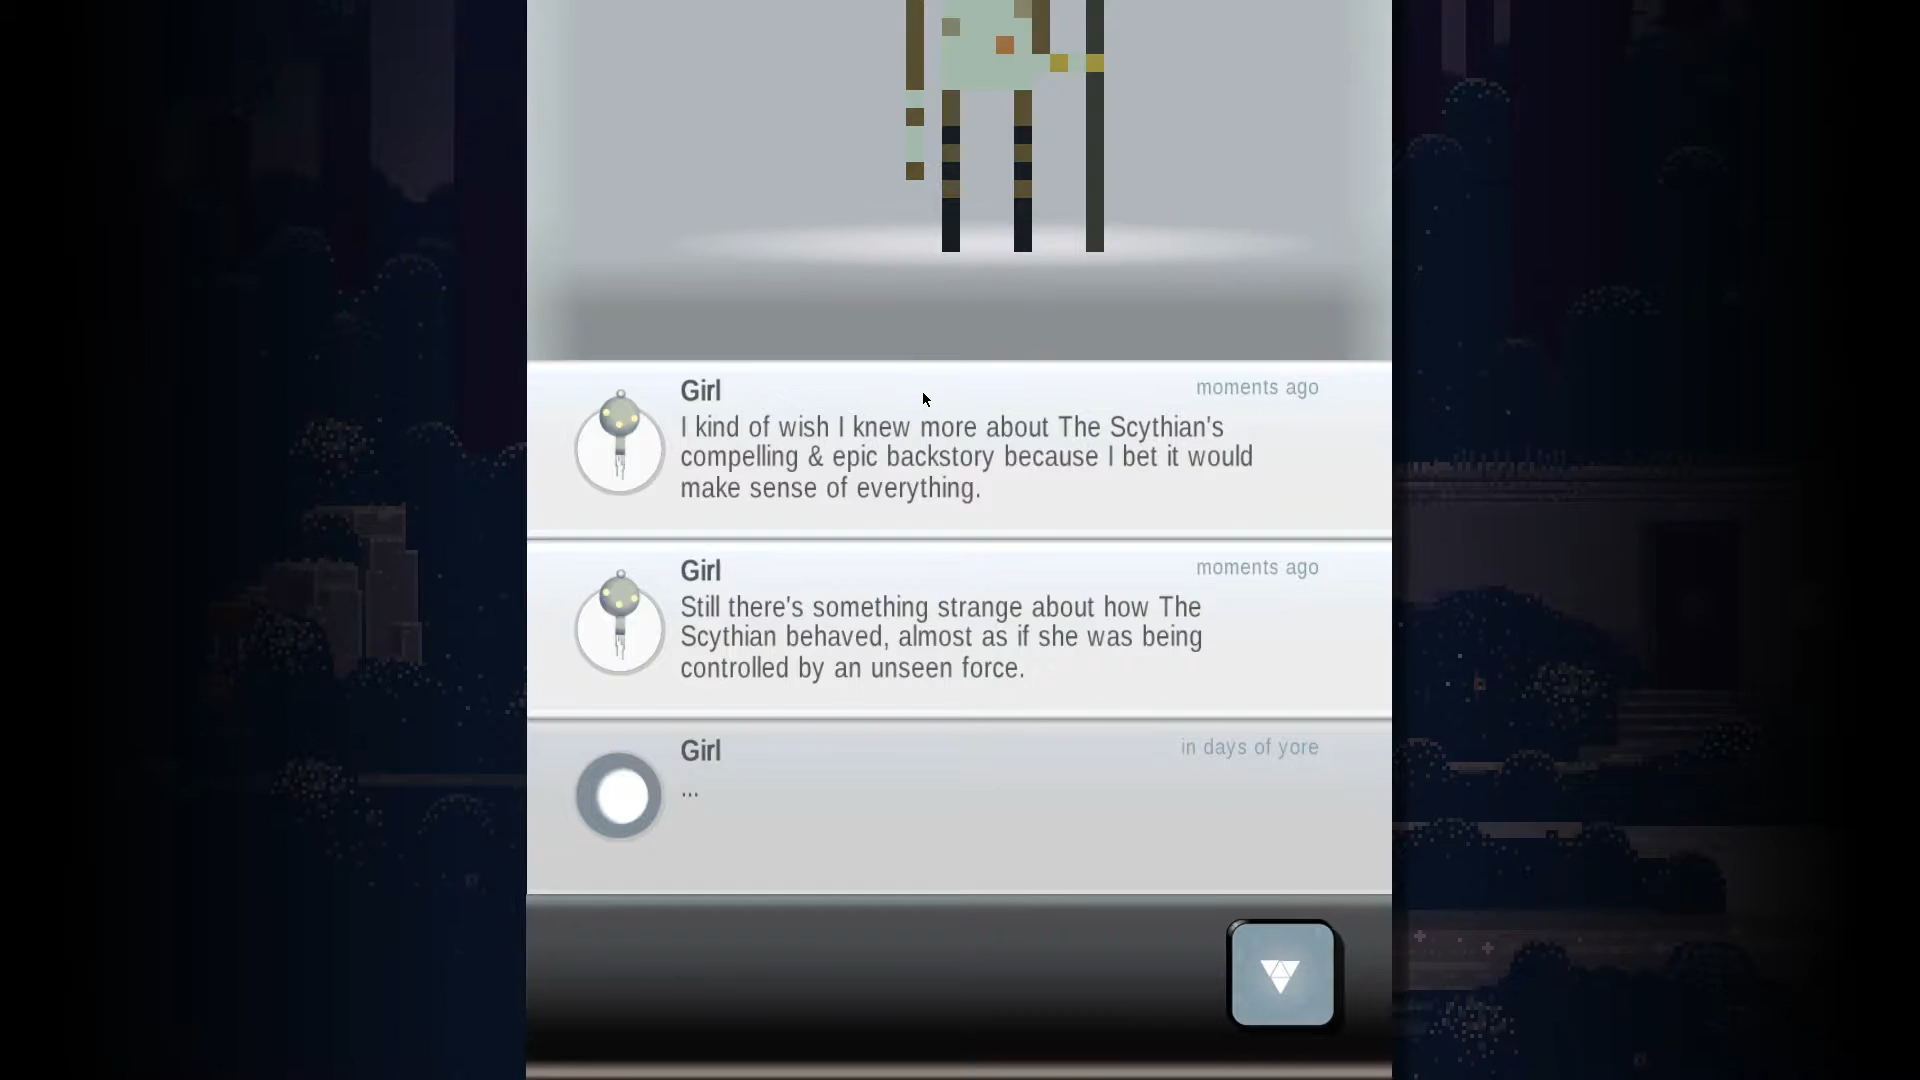 Girl
moments ago
I kind of wish I knew more about The Scythian's
compelling & epic backstory because I bet it would
make sense of everything.
Girl
moments ago
Still there's something strange about how The
Scythian behaved, almost as if she was being
controlled by an unseen force.
Girl
in days of yore
...